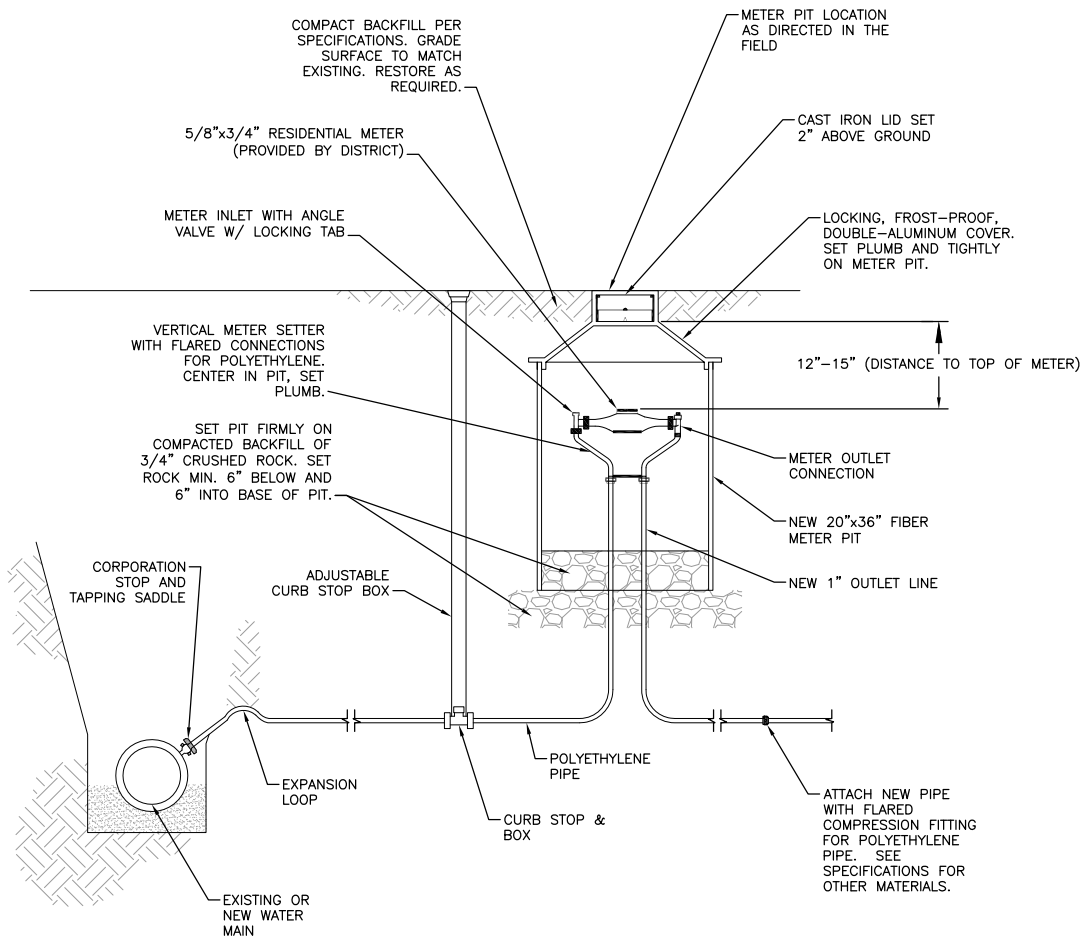 COMPACT BACKFILL PER
SPECIFICATIONS. GRADE
SURFACE TO MATCH
EXISTING. RESTORE AS
REQUIRED.
METER PIT LOCATION
AS DIRECTED IN THE
FIELD
5/8"x3/4" RESIDENTIAL METER
(PROVIDED BY DISTRICT)
CAST IRON LID SET
2" ABOVE GROUND
METER INLET WITH ANGLE
VALVE W/ LOCKING TAB
LOCKING, FROST-PROOF,
DOUBLE-ALUMINUM COVER.
SET PLUMB AND TIGHTLY
ON METER PIT.
VERTICAL METER SETTER
WITH FLARED CONNECTIONS
FOR POLYETHYLENE.
CENTER IN PIT, SET
PLUMB.
12"-15" (DISTANCE TO TOP OF METER)
SET PIT FIRMLY ON
COMPACTED BACKFILL OF
3/4" CRUSHED ROCK. SET
ROCK MIN. 6" BELOW AND
6" INTO BASE OF PIT.
METER OUTLET
CONNECTION
NEW 20"x36" FIBER
METER PIT
CORPORATION
STOP AND
TAPPING SADDLE
ADJUSTABLE
CURB STOP BOX
NEW 1" OUTLET LINE
POLYETHYLENE
PIPE
EXPANSION
LOOP
CURB STOP &
BOX
ATTACH NEW PIPE
WITH FLARED
COMPRESSION FITTING
FOR POLYETHYLENE
PIPE. SEE
SPECIFICATIONS FOR
OTHER MATERIALS.
EXISTING OR
NEW WATER
MAIN